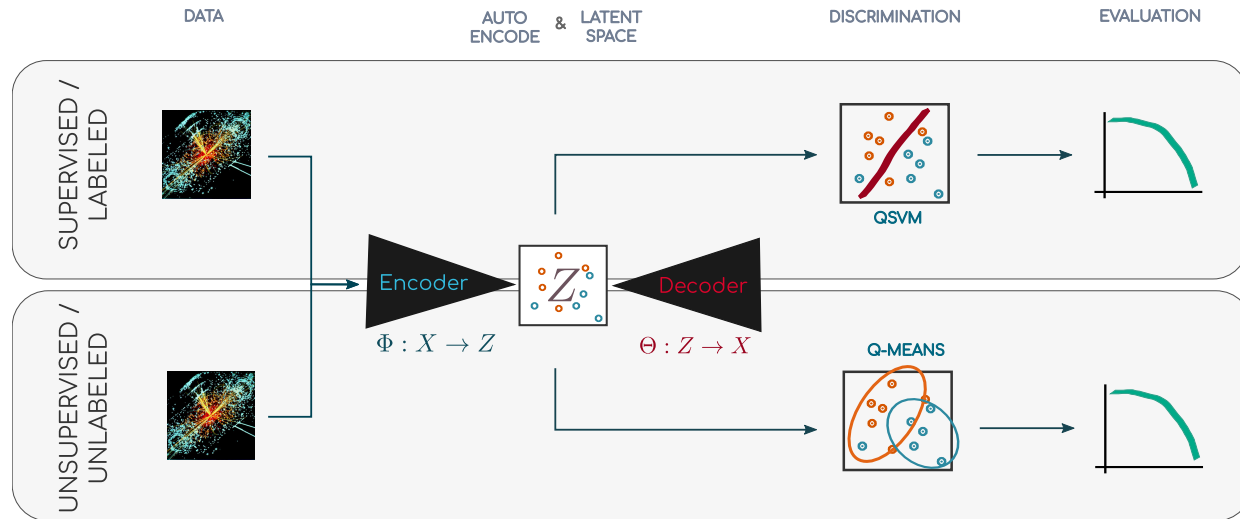 DATA
AUTO & LATENT
ENCODE SPACE
DISCRIMINATION
EVALUATION
SUPERVISED /
LABELED
QSVM
Encoder
Z
Decoder
Φ : X → Z
Θ : Z → X
UNSUPERVISED /
UNLABELED
Q-MEANS